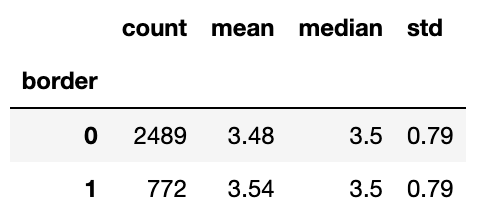 count mean median std
border
0 2489 3.48 3.5 0.79
1 772 3.54 3.5 0.79